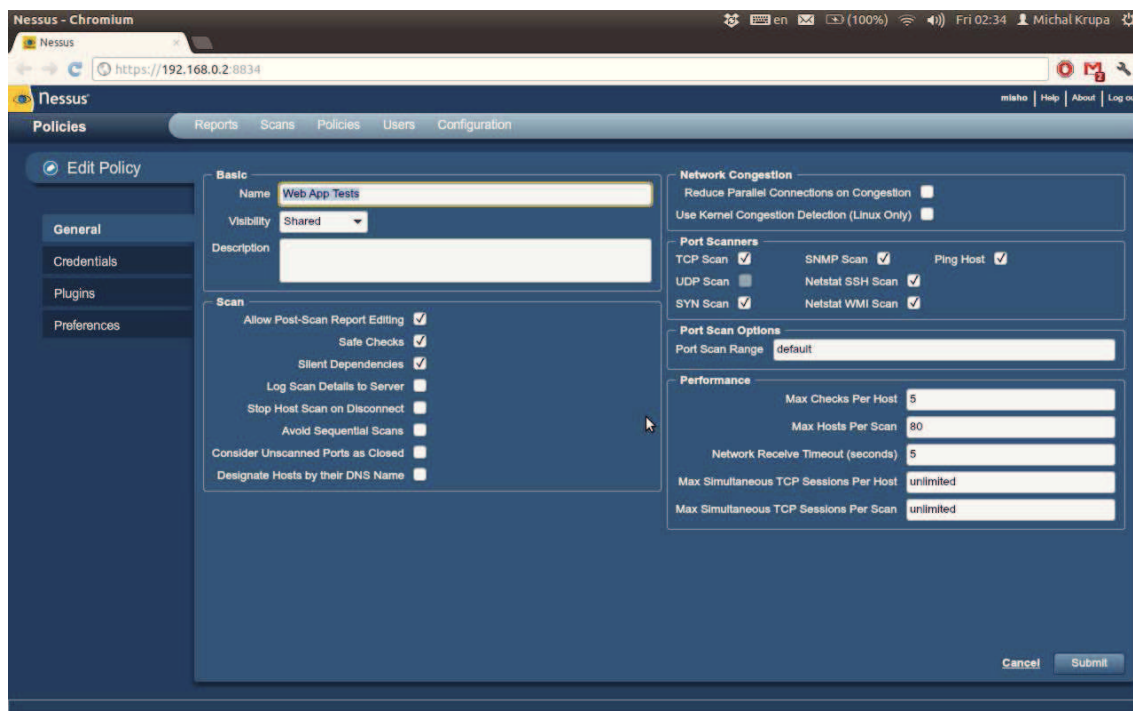 Nessus - Chromium
en (100%) Fri 02:34 Michal Krupa
Nessus
https://192.168.0.2:8834
2
nessus
misho | Help | About | Log ou
Policies
Reports Scans Policies Users Configuration
Edit Policy
General
Credentials
Plugins
Preferences
Basic
Name Web App Tests
Visibility Shared
Description
Scan
Allow Post-Scan Report Editing
Safe Checks
Silent Dependencies
Log Scan Details to Server
Stop Host Scan on Disconnect
Avoid Sequential Scans
Consider Unscanned Ports as Closed
Designate Hosts by their DNS Name
Network Congestion
Reduce Parallel Connections on Congestion
Use Kernel Congestion Detection (Linux Only)
Port Scanners
TCP Scan SNMP Scan Ping Host
UDP Scan Netstat SSH Scan
SYN Scan Netstat WMI Scan
Port Scan Options
Port Scan Range default
Performance
Max Checks Per Host 5
Max Hosts Per Scan 80
Network Receive Timeout (seconds) 5
Max Simultaneous TCP Sessions Per Host unlimited
Max Simultaneous TCP Sessions Per Scan unlimited
Cancel Submit